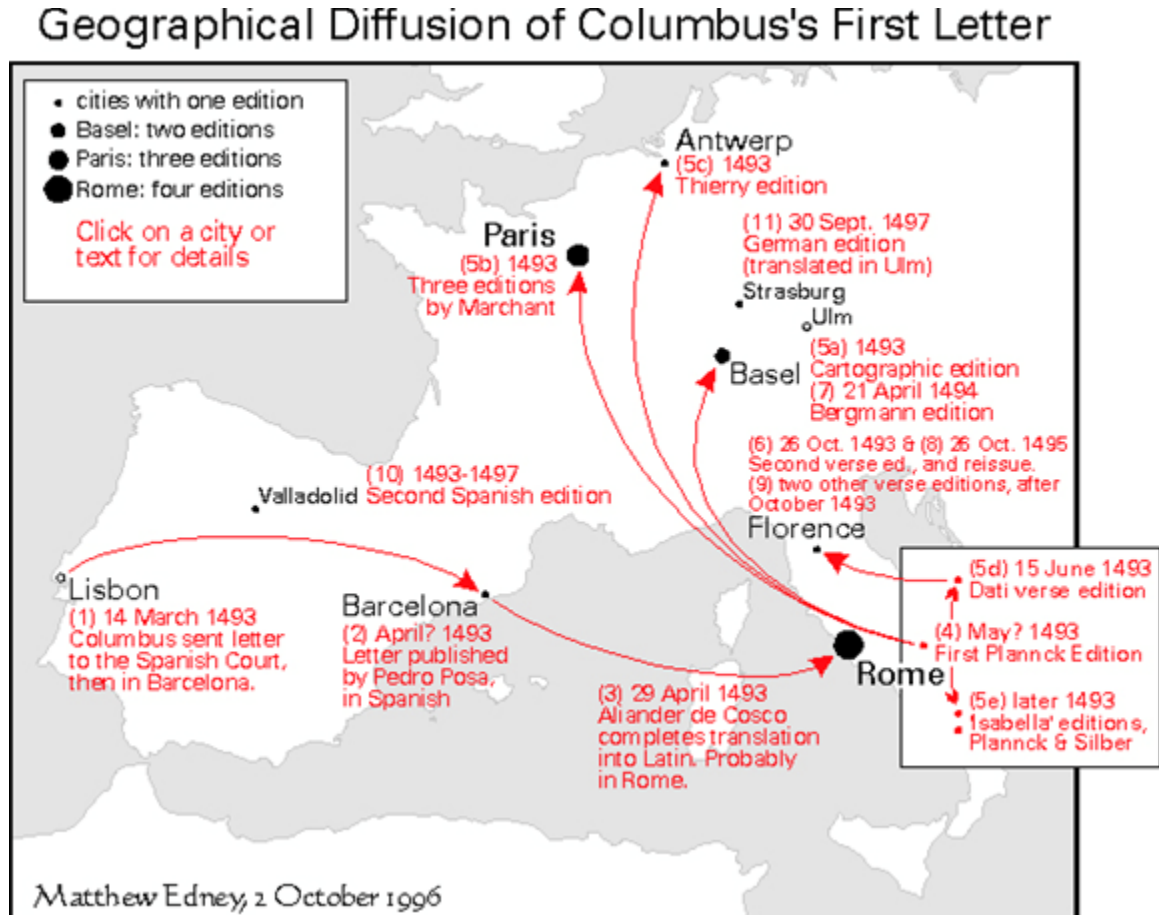 Geographical Diffusion of Columbus's First Letter
cities with one edition
Basel: two editions
Paris: three editions
Rome: four editions
Click on a city or
text for details
Antwerp
(5c) 1493
Thierry edition
Paris
(5b) 1493
Three editions
by Marchant
(11) 30 Sept. 1497
German edition
(translated in Ulm)
Strasburg
Ulm
Basel
(5a) 1493
Cartographic edition
(7) 21 April 1494
Bergmann edition
(6) 26 Oct. 1493 & (8) 26 Oct. 1495
Second verse ed., and reissue.
(9) two other verse editions, after
October 1493
Florence
Valladolid
(10) 1493-1497
Second Spanish edition
Lisbon
(1) 14 March 1493
Columbus sent letter
to the Spanish Court,
then in Barcelona.
Barcelona
(2) April? 1493
Letter published
by Pedro Posa,
in Spanish
(3) 29 April 1493
Aliander de Cosco
completes translation
into Latin. Probably
in Rome.
Rome
(5d) 15 June 1493
Dati verse edition
(4) May? 1493
First Plannck Edition
(5e) later 1493
'Isabella' editions,
Plannck & Silber
Matthew Edney, 2 October 1996